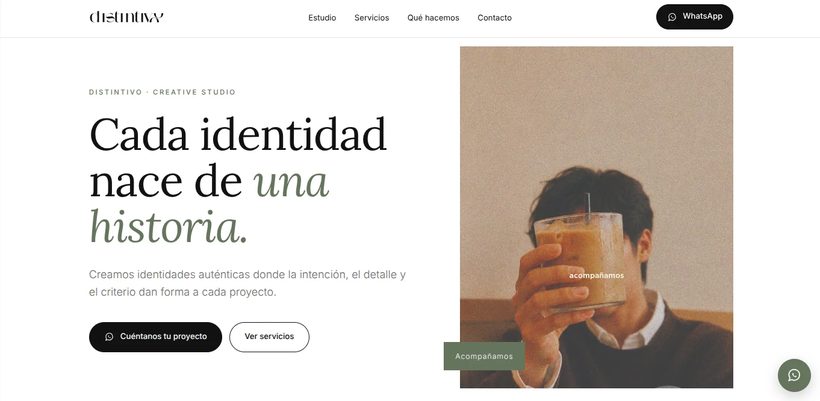 distintivo
Estudio Servicios Qué hacemos Contacto
WhatsApp
DISTINTIVO · CREATIVE STUDIO
Cada identidad
nace de una
historia.
Creamos identidades auténticas donde la intención, el detalle y
el criterio dan forma a cada proyecto.
Cuéntanos tu proyecto
Ver servicios
acompañamos
Acompañamos